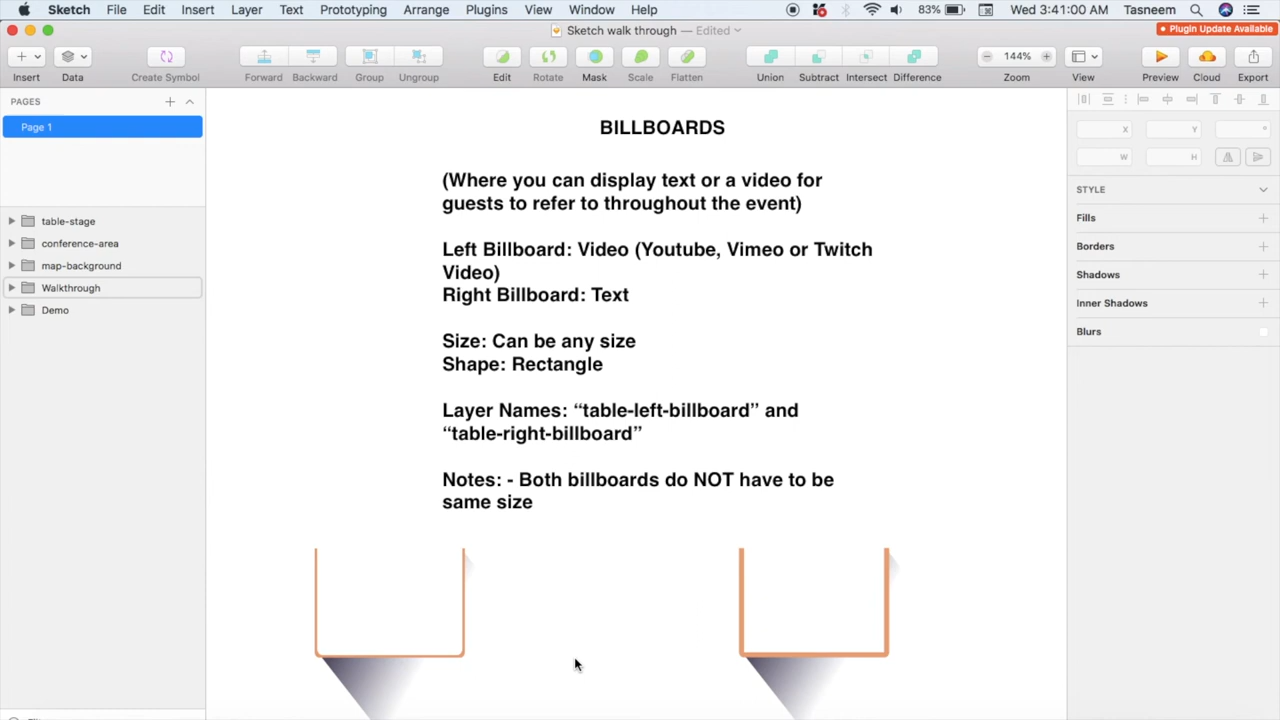 Sketch File Edit Insert Layer Text Prototyping Arrange Plugins View Window Help 83% Wed 3:41:00 AM Tasneem
Sketch walk through — Edited
Plugin Update Available
144%
Insert Data Create Symbol Forward Backward Group Ungroup Edit Rotate Mask Scale Flatten Union Subtract Intersect Difference Zoom View Preview Cloud Export
PAGES
Page 1
table-stage
conference-area
map-background
Walkthrough
Demo
BILLBOARDS
(Where you can display text or a video for
guests to refer to throughout the event)
Left Billboard: Video (Youtube, Vimeo or Twitch
Video)
Right Billboard: Text
Size: Can be any size
Shape: Rectangle
Layer Names: “table-left-billboard” and
“table-right-billboard”
Notes: - Both billboards do NOT have to be
same size
X Y °
W H
STYLE
Fills
Borders
Shadows
Inner Shadows
Blurs